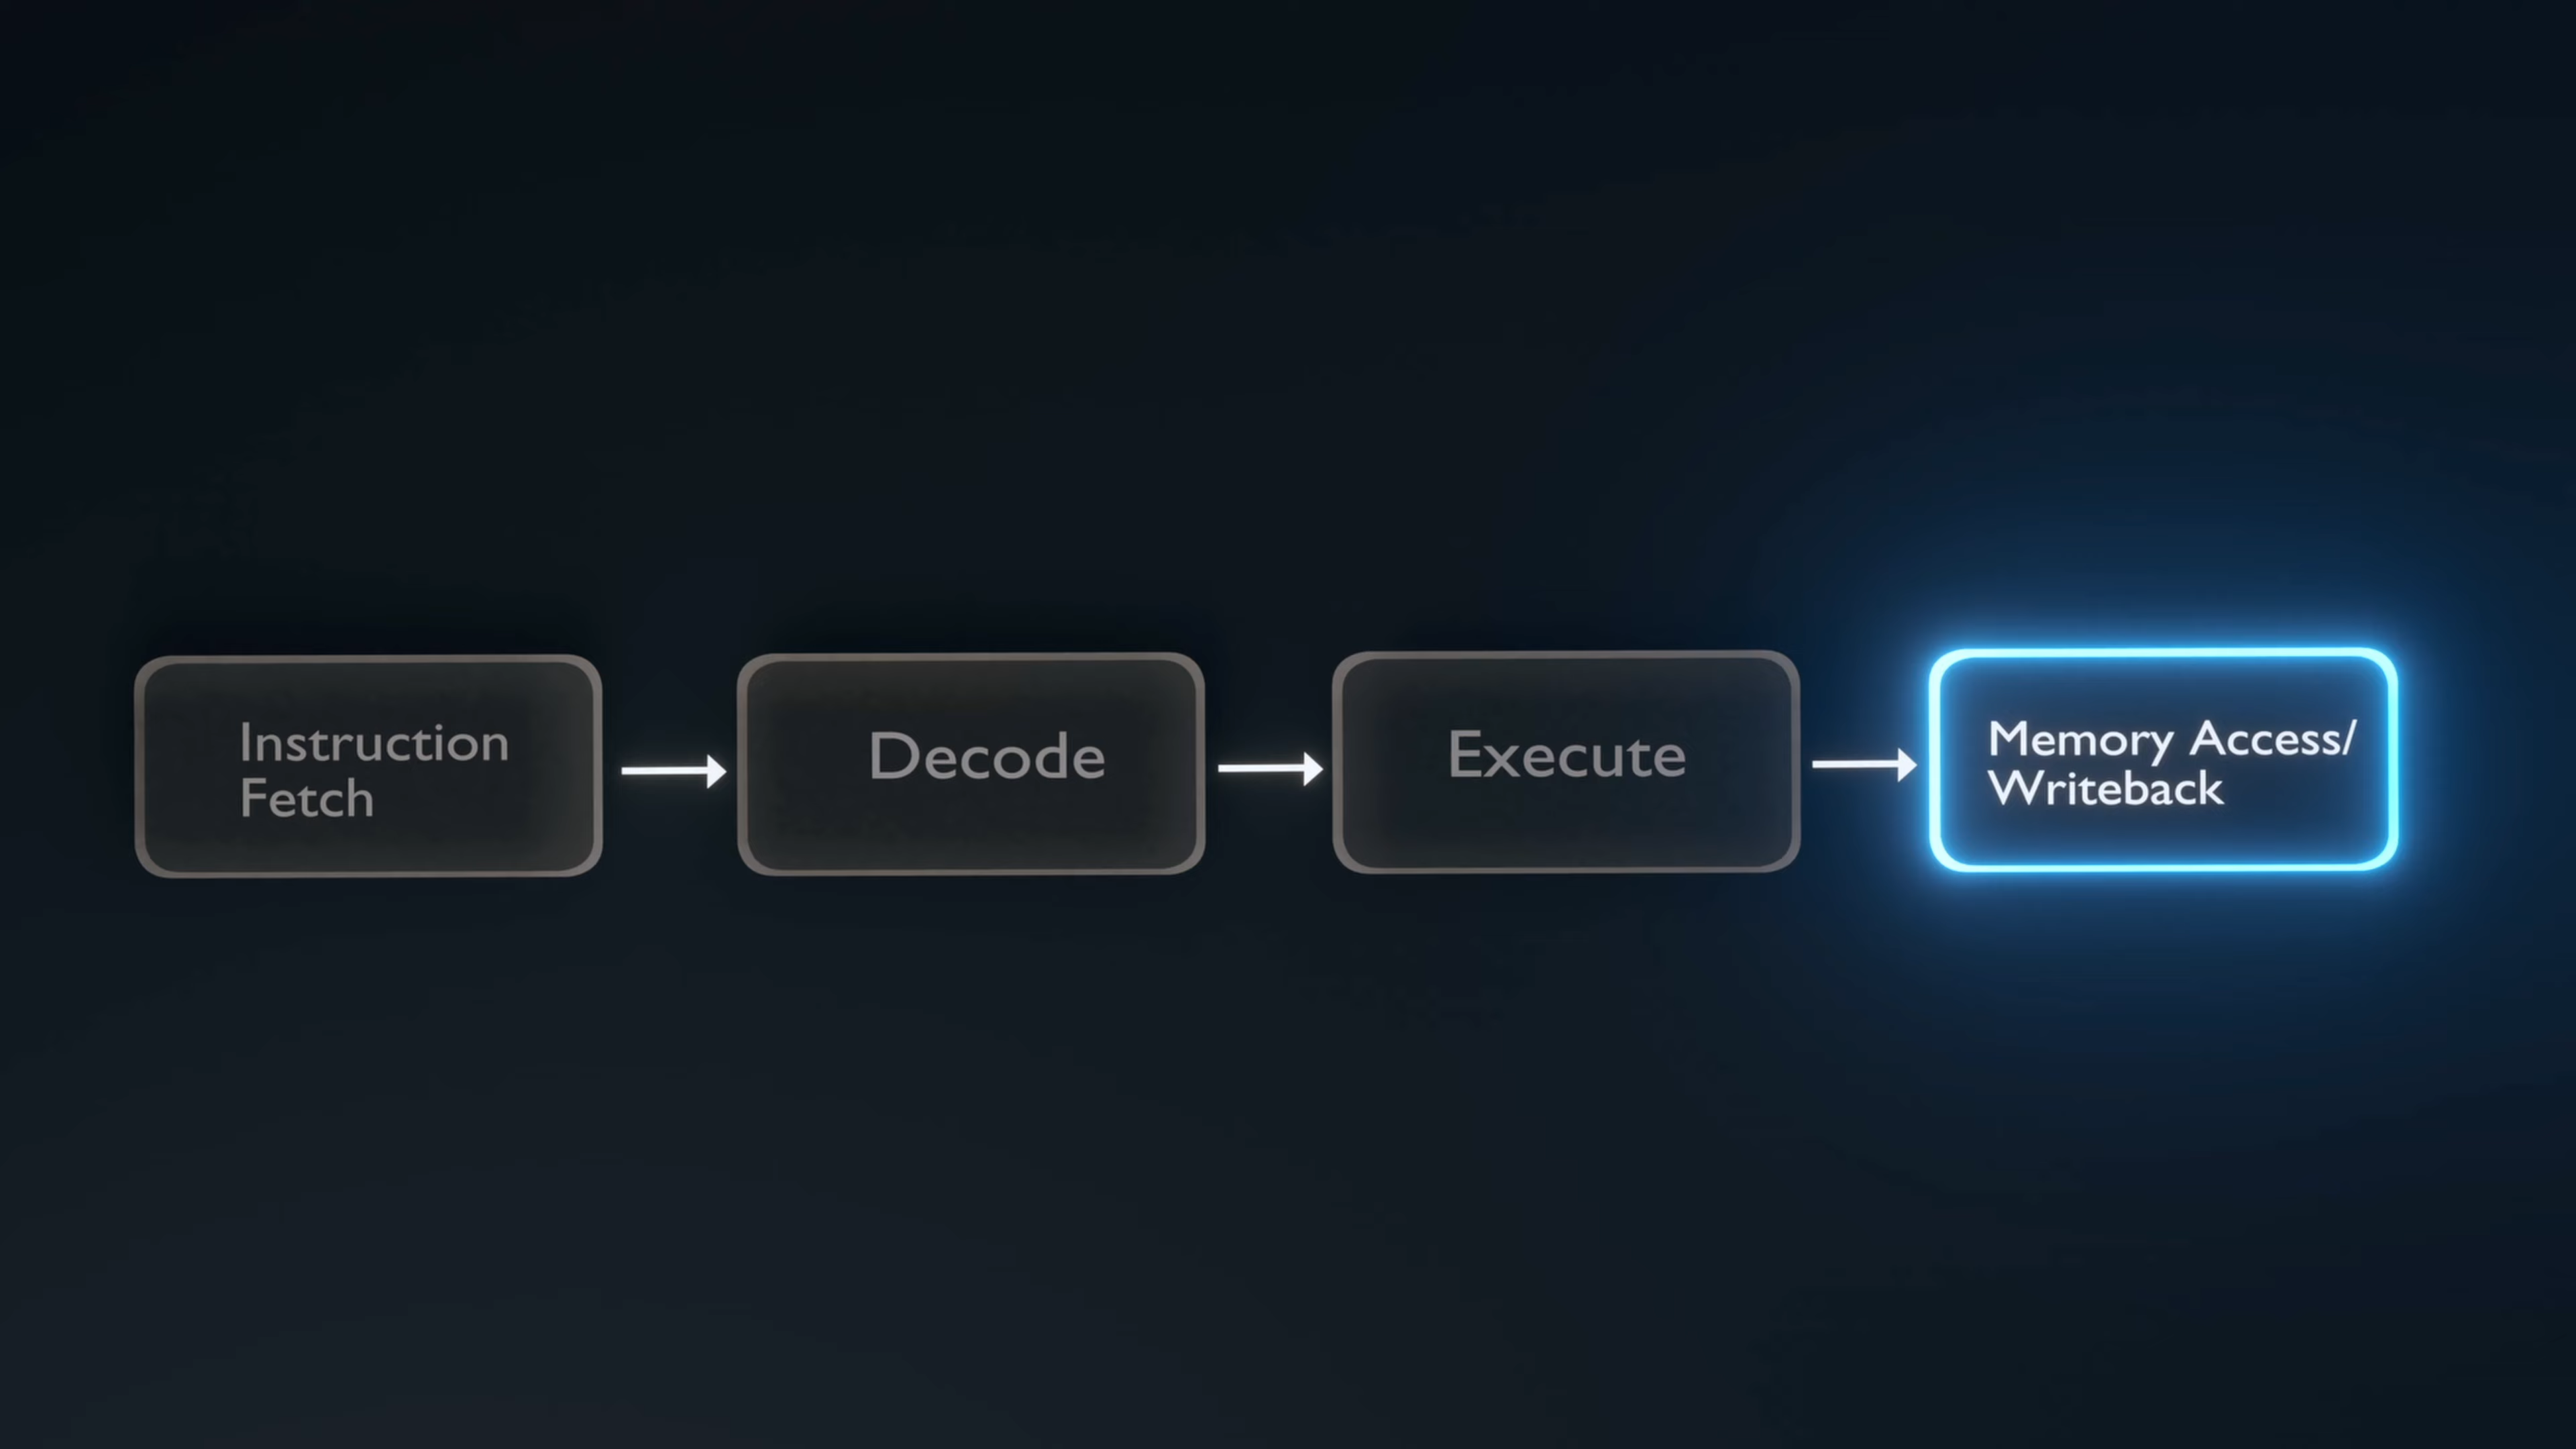 Instruction
Fetch
Decode
Execute
Memory Access/
Writeback